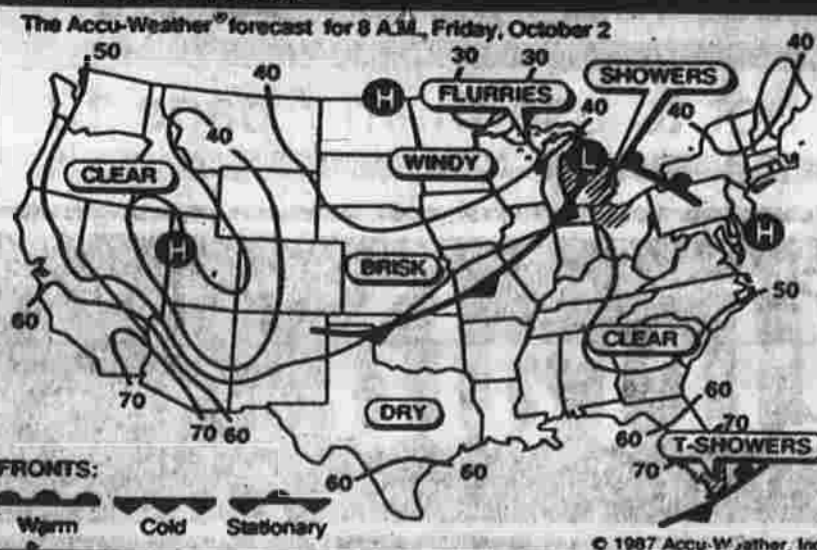 The Accu-Weather® forecast for 8 A.M., Friday, October 2
50
40
30
30
SHOWERS
40
FLURRIES
40
40
40
H
WINDY
L
CLEAR
H
H
BRISK
50
60
CLEAR
70
DRY
60
70
70 60
60
T-SHOWERS
70
60
60
FRONTS:
Warm
Cold
Stationary
© 1987 Accu-Weather, Inc